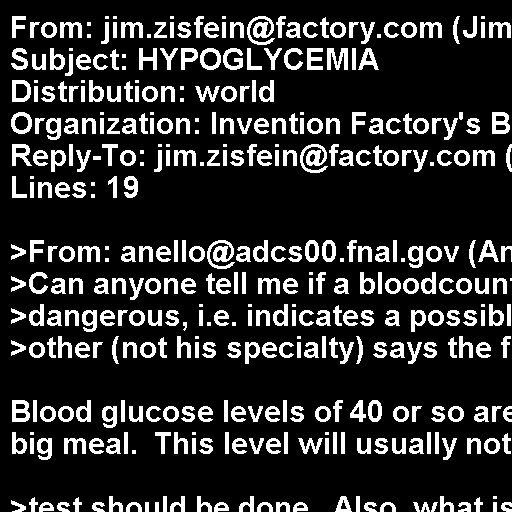 From: jim.zisfein@factory.com (Jim
Subject: HYPOGLYCEMIA
Distribution: world
Organization: Invention Factory's B
Reply-To: jim.zisfein@factory.com (
Lines: 19

>From: anello@adcs00.fnal.gov (An
>Can anyone tell me if a bloodcount
>dangerous, i.e. indicates a possibl
>other (not his specialty) says the f

Blood glucose levels of 40 or so are
big meal.  This level will usually not

>test should be done.  Also, what is